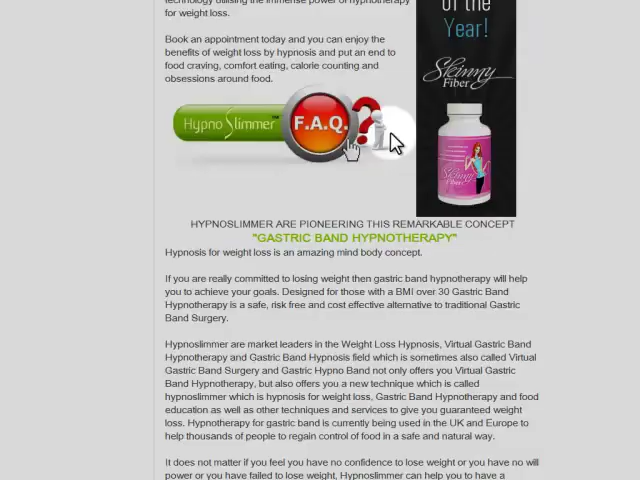 technology utilising the immense power of hypnotherapy
for weight loss.
Book an appointment today and you can enjoy the
benefits of weight loss by hypnosis and put an end to
food craving, comfort eating, calorie counting and
obsessions around food.
of the
Year!
Skinny
Fiber
HypnoSlimmer™
F.A.Q.
?
Skinny
Fiber
HYPNOSLIMMER ARE PIONEERING THIS REMARKABLE CONCEPT
"GASTRIC BAND HYPNOTHERAPY"
Hypnosis for weight loss is an amazing mind body concept.
If you are really committed to losing weight then gastric band hypnotherapy will help
you to achieve your goals. Designed for those with a BMI over 30 Gastric Band
Hypnotherapy is a safe, risk free and cost effective alternative to traditional Gastric
Band Surgery.
Hypnoslimmer are market leaders in the Weight Loss Hypnosis, Virtual Gastric Band
Hypnotherapy and Gastric Band Hypnosis field which is sometimes also called Virtual
Gastric Band Surgery and Gastric Hypno Band not only offers you Virtual Gastric
Band Hypnotherapy, but also offers you a new technique which is called
hypnoslimmer which is hypnosis for weight loss, Gastric Band Hypnotherapy and food
education as well as other techniques and services to give you guaranteed weight
loss. Hypnotherapy for gastric band is currently being used in the UK and Europe to
help thousands of people to regain control of food in a safe and natural way.
It does not matter if you feel you have no confidence to lose weight or you have no will
power or you have failed to lose weight, Hypnoslimmer can help you to have a